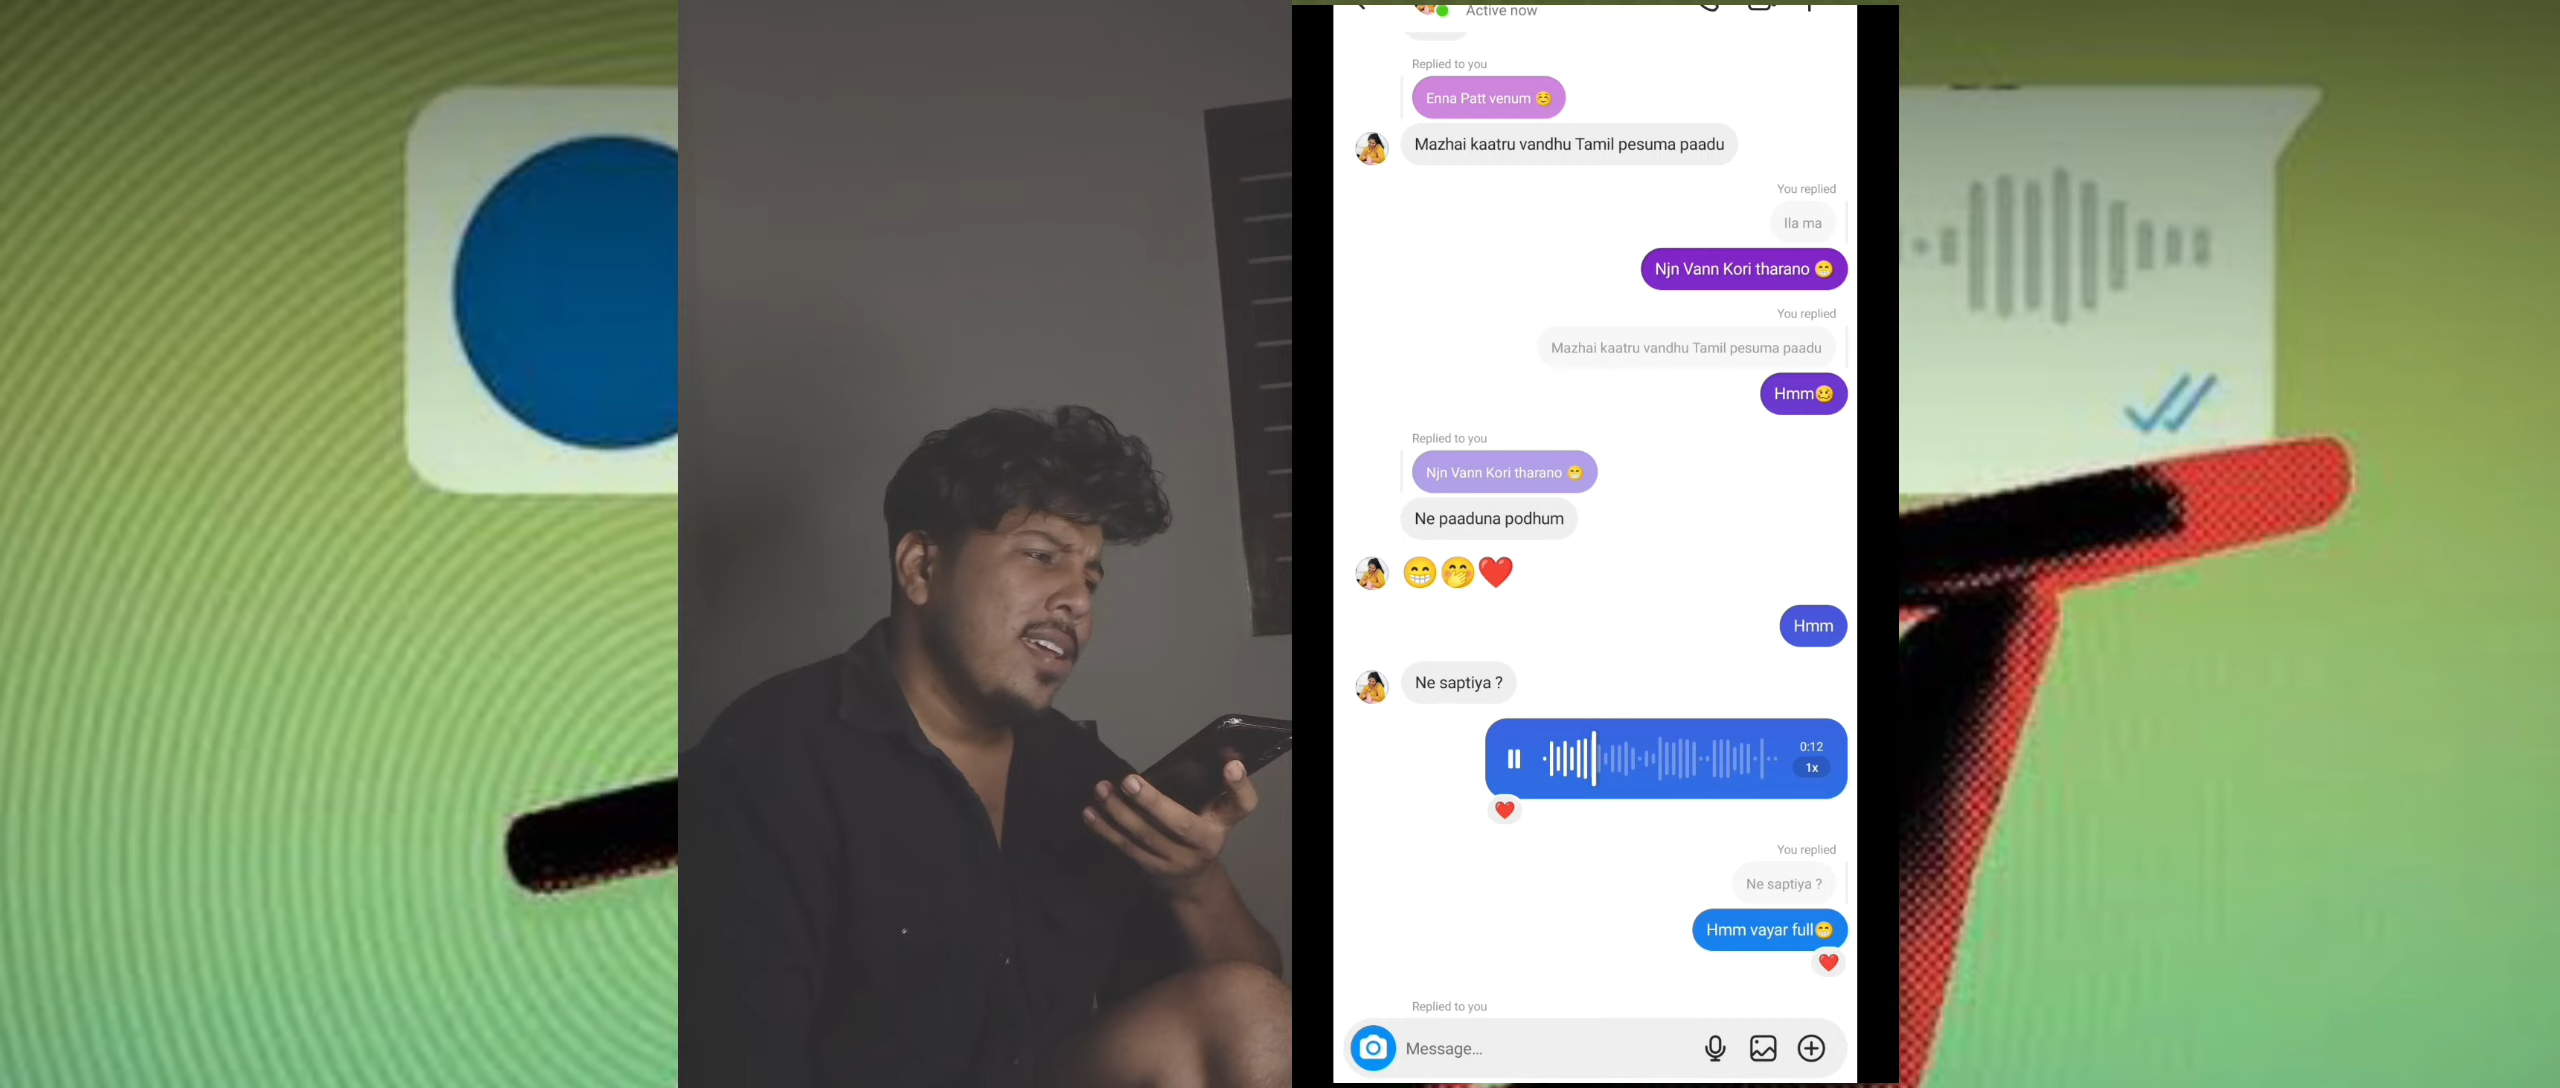 Active now
Replied to you
Enna Patt venum ☺️
Mazhai kaatru vandhu Tamil pesuma paadu
You replied
Ila ma
Njn Vann Kori tharano 😁
You replied
Mazhai kaatru vandhu Tamil pesuma paadu
Hmm🥴
Replied to you
Njn Vann Kori tharano 😁
Ne paaduna podhum
😁🤭❤️
Hmm
Ne saptiya ?
0:12
1x
❤️
You replied
Ne saptiya ?
Hmm vayar full😁
❤️
Replied to you
Message...